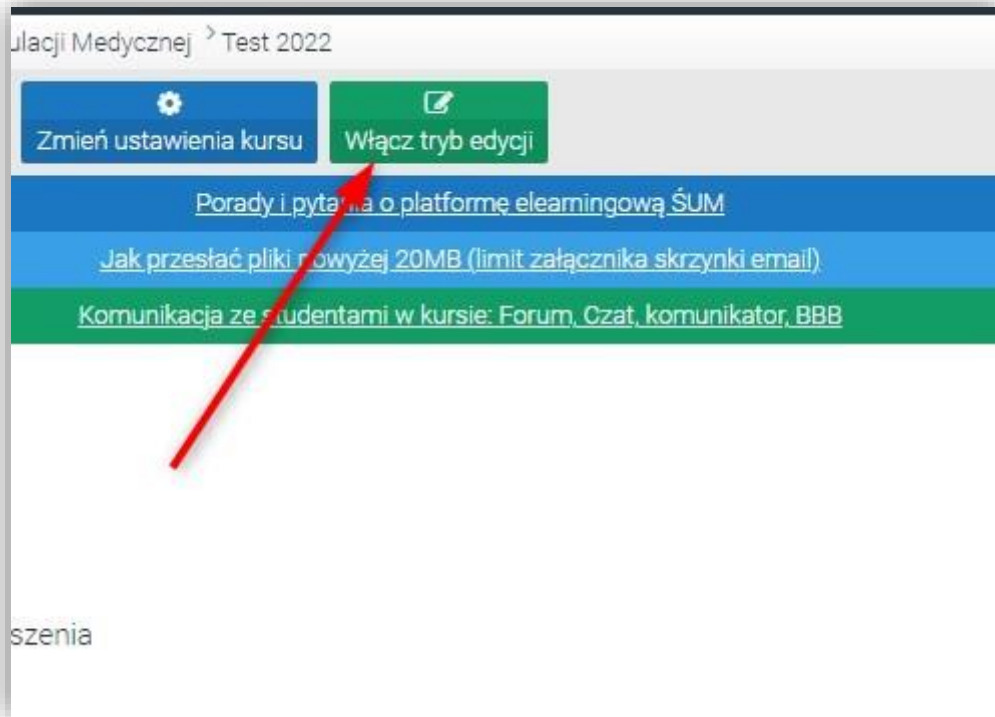 ulacji Medycznej > Test 2022
Zmień ustawienia kursu
Włącz tryb edycji
Porady i pytania o platformę elearningową ŚUM
Jak przesłać pliki powyżej 20MB (limit załącznika skrzynki email)
Komunikacja ze studentami w kursie: Forum, Czat, komunikator, BBB
szenia